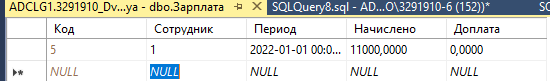 ADCLG1.3291910_Dv...ya - dbo.Зарплата SQLQuery8.sql - AD...O\3291910-6 (152))* SQ
Код Сотрудник Период Начислено Доплата
5 1 2022-01-01 00:0... 11000,0000 0,0000
NULL NULL NULL NULL NULL